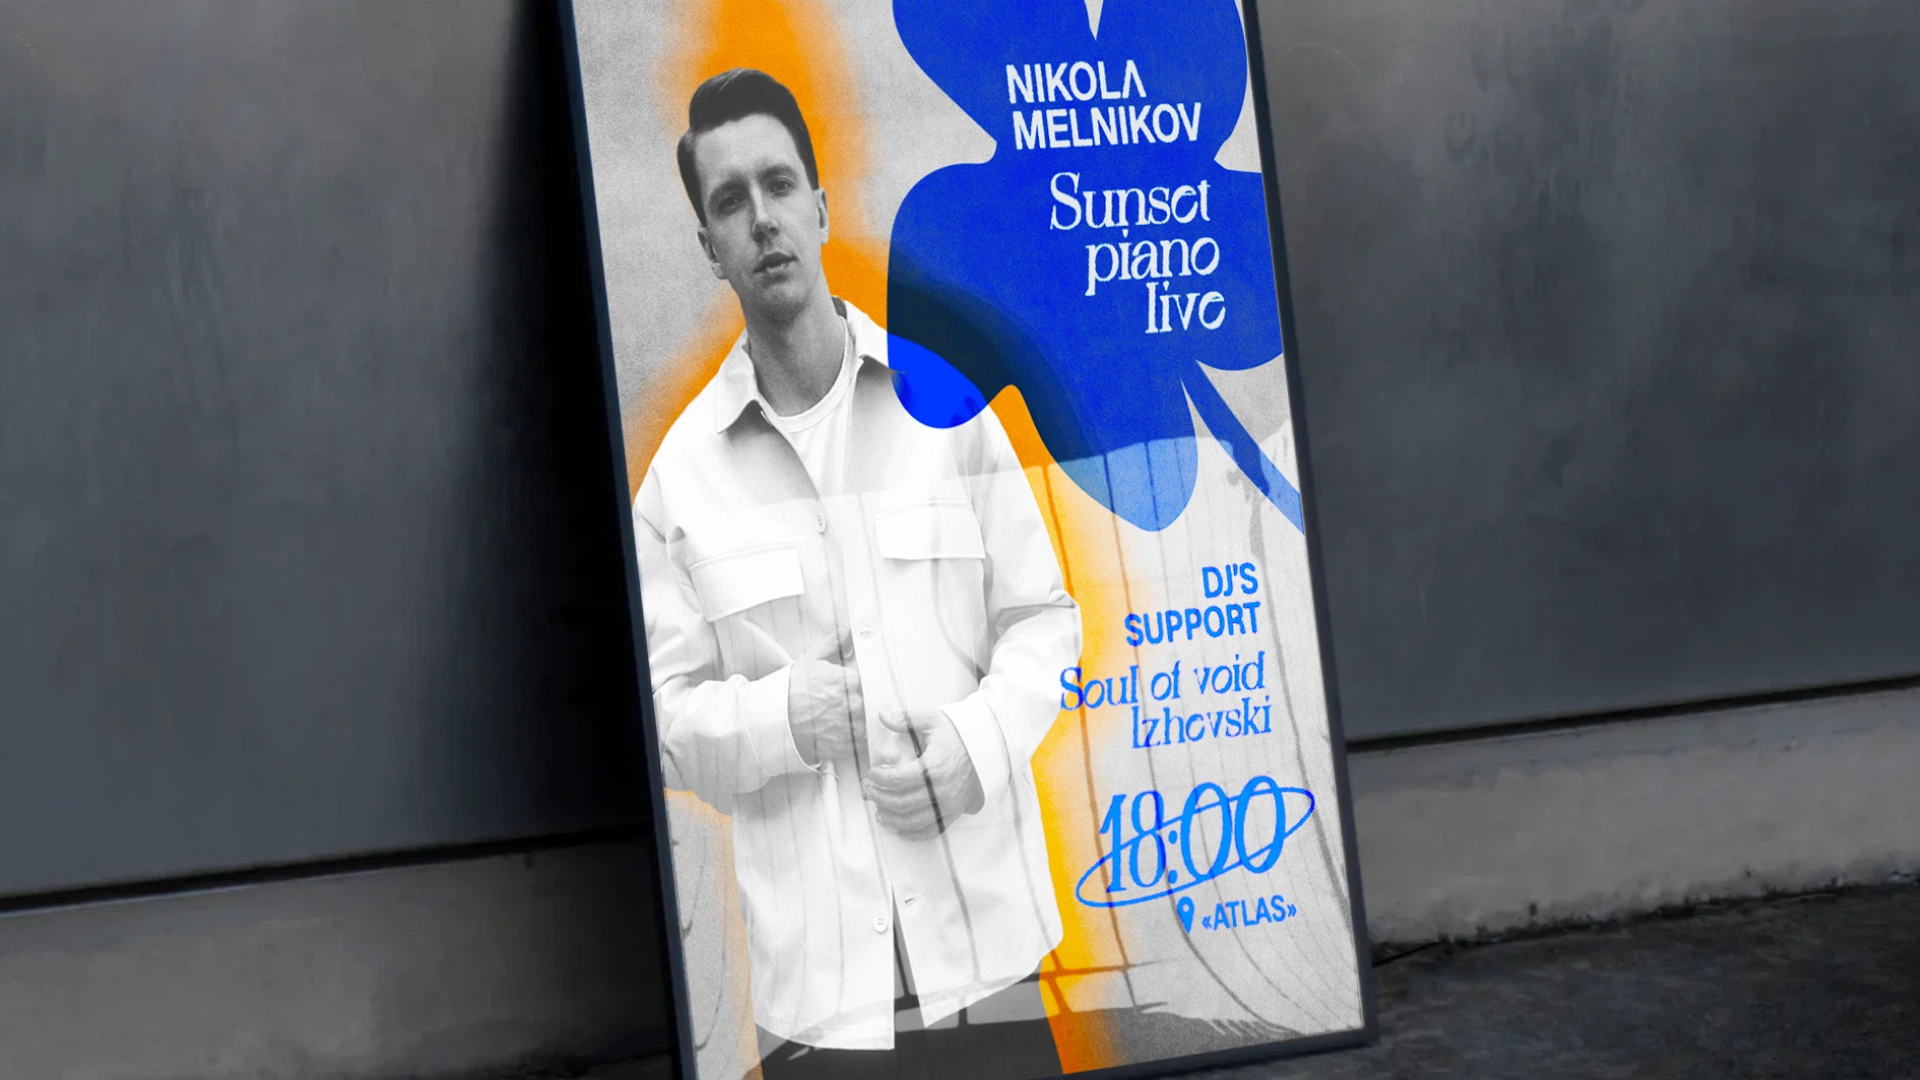 NIKOLA
MELNIKOV
Sunset
piano
live
DJ'S
SUPPORT
Soul of void
Izhevski
18:00
«ATLAS»